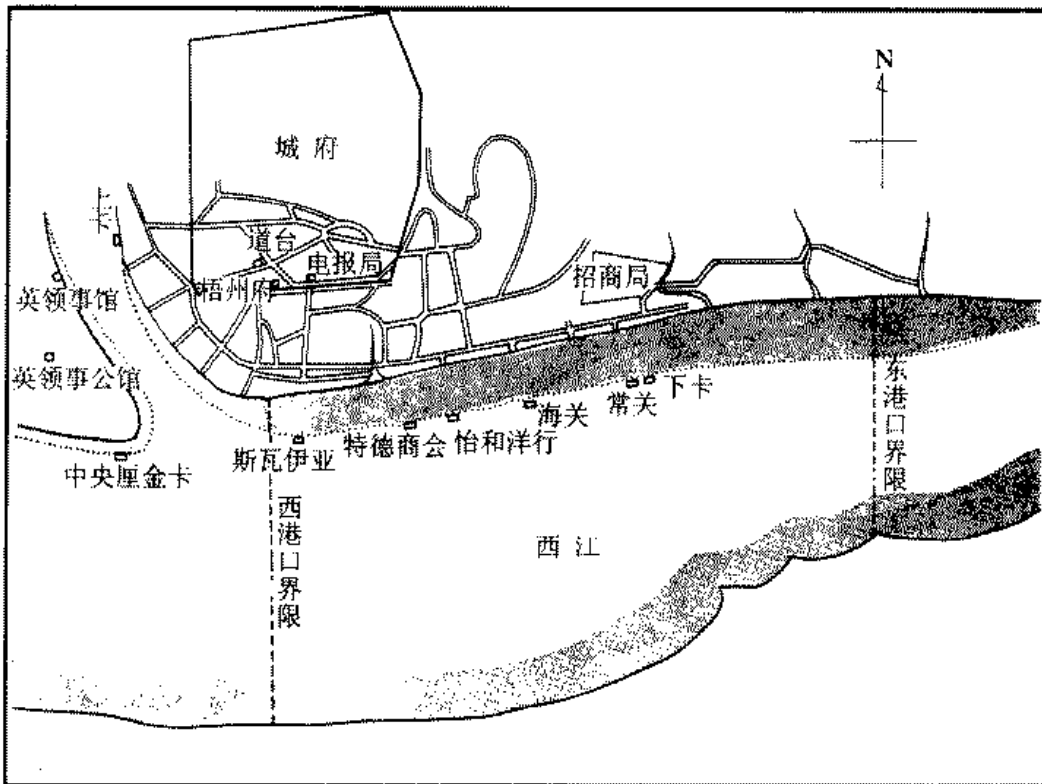 N
城府
上卡
道台
电报局
梧州府
招商局
英领事馆
英领事公馆
中央厘金卡
斯瓦伊亚
特德商会
怡和洋行
海关
常关
下卡
东港口界限
西港口界限
西江